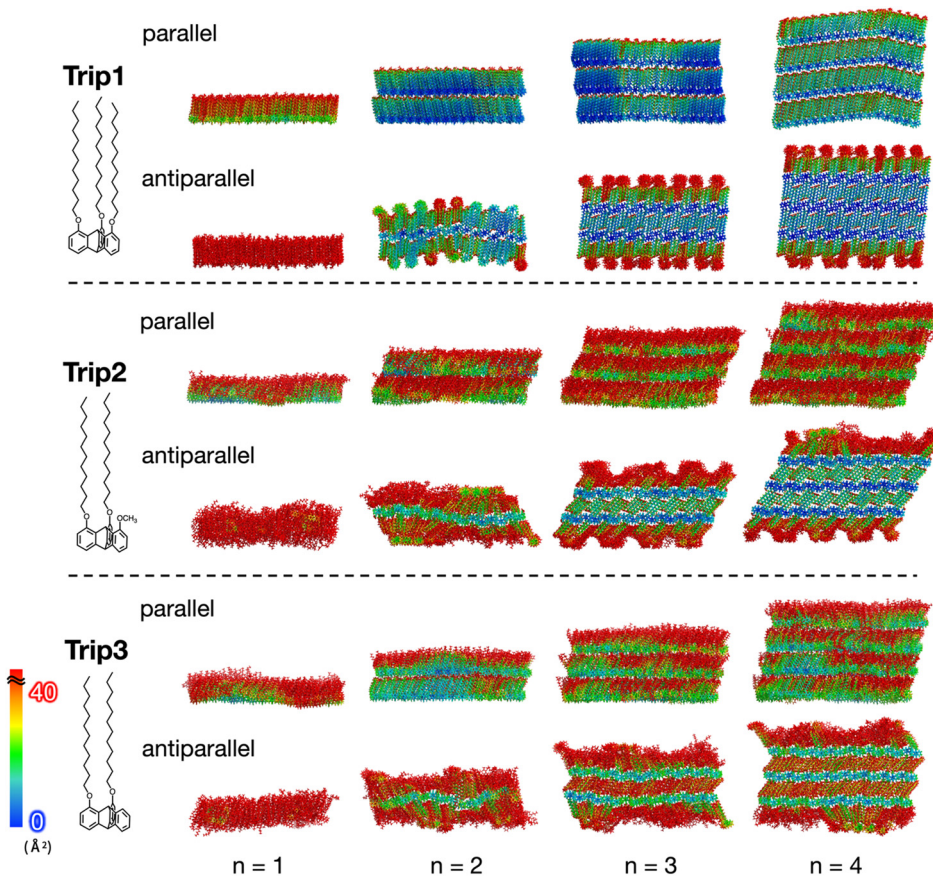 parallel
Trip1
antiparallel
parallel
Trip2
antiparallel
OCH3
parallel
Trip3
40
antiparallel
0
(Å²)
n = 1
n = 2
n = 3
n = 4